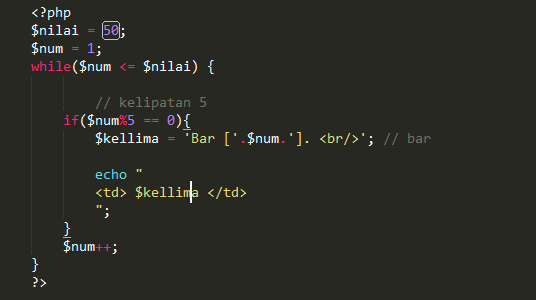 <?php
$nilai = 50;
$num = 1;
while($num <= $nilai) {
// kelipatan 5
if($num%5 == 0){
$kellima = 'Bar ['.$num.']. <br/>'; // bar
echo "
<td> $kellima </td>
";
}
$num++;
}
?>